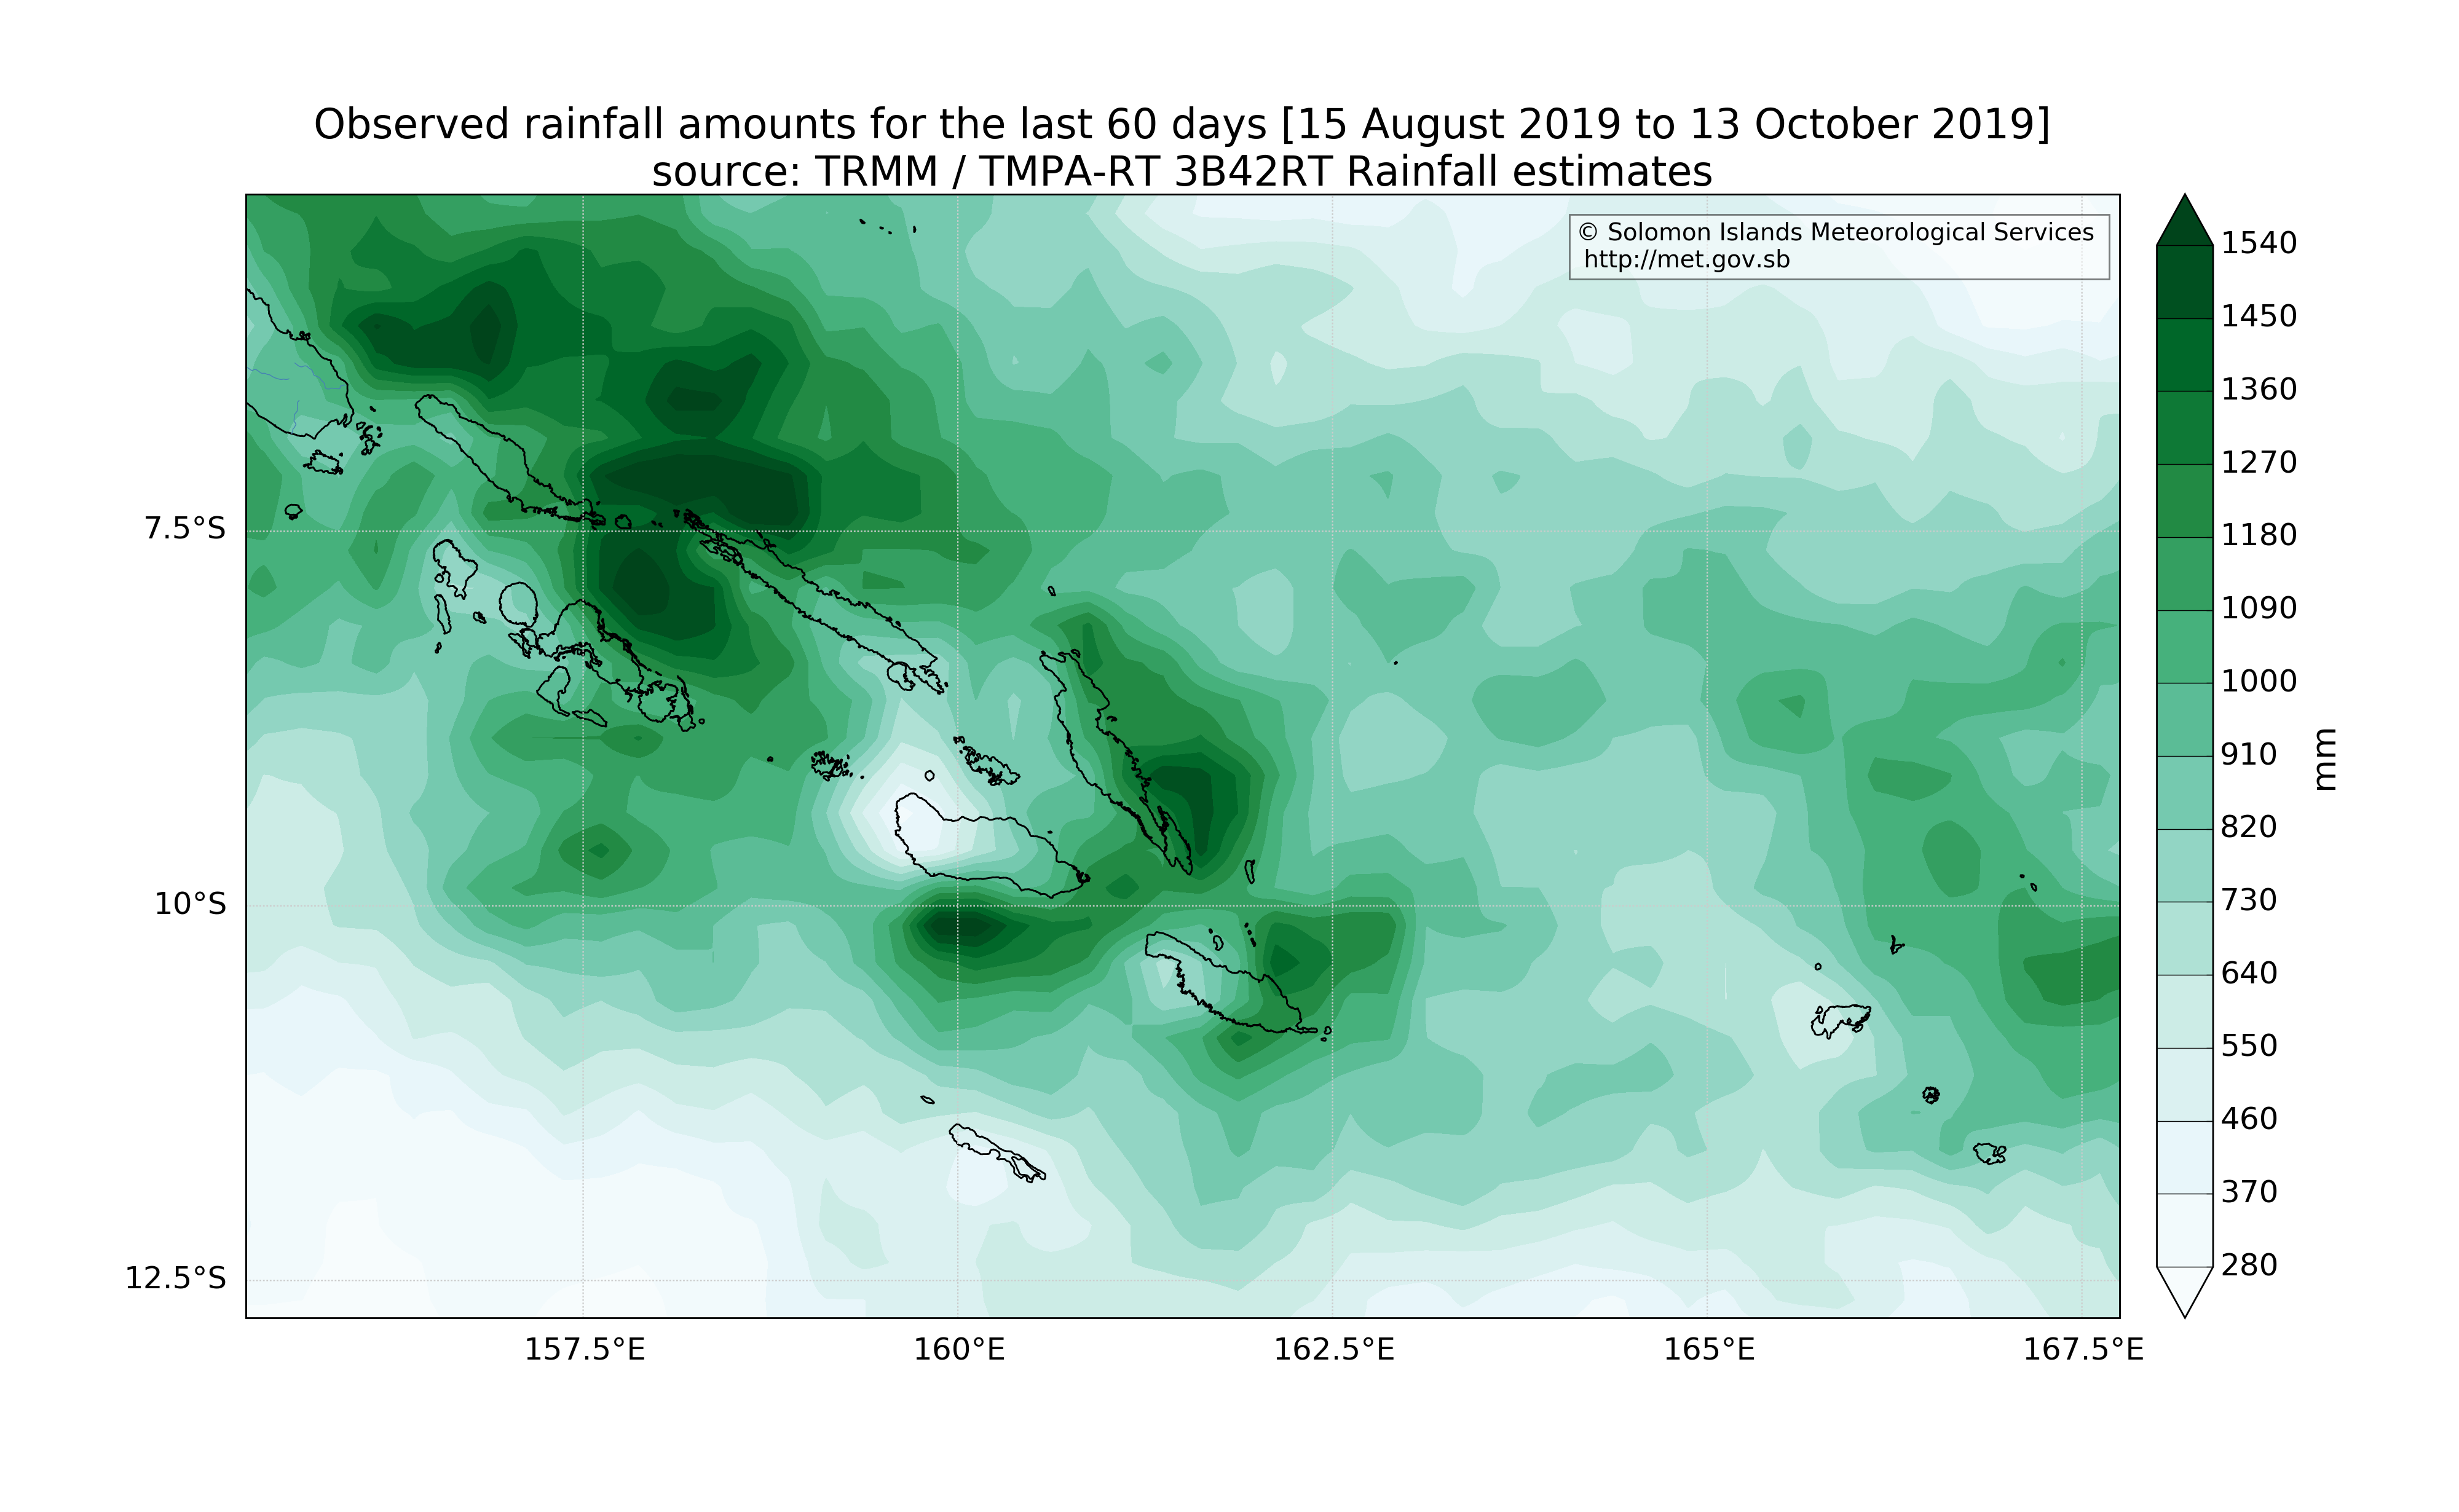 Observed rainfall amounts for the last 60 days [15 August 2019 to 13 October 2019]
source: TRMM / TMPA-RT 3B42RT Rainfall estimates
© Solomon Islands Meteorological Services
http://met.gov.sb
7.5°S
10°S
12.5°S
157.5°E
160°E
162.5°E
165°E
167.5°E
1540
1450
1360
1270
1180
1090
1000
910
820
730
640
550
460
370
280
mm